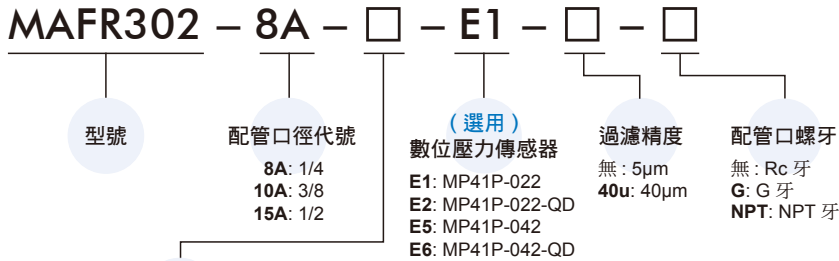 MAFR302 – 8A – □ – E1 – □ – □
型號
配管口徑代號
8A: 1/4
10A: 3/8
15A: 1/2
(選用)
數位壓力傳感器
E1: MP41P-022
E2: MP41P-022-QD
E5: MP41P-042
E6: MP41P-042-QD
過濾精度
無 : 5μm
40u: 40μm
配管口螺牙
無 : Rc 牙
G: G 牙
NPT: NPT 牙